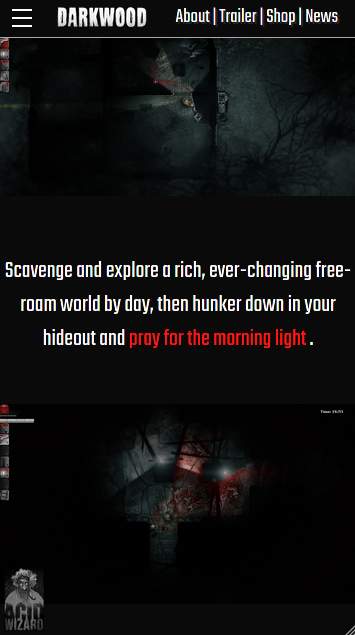 DARKWOOD
About | Trailer | Shop | News
Scavenge and explore a rich, ever-changing free-
roam world by day, then hunker down in your
hideout and pray for the morning light .
ACID
WIZARD